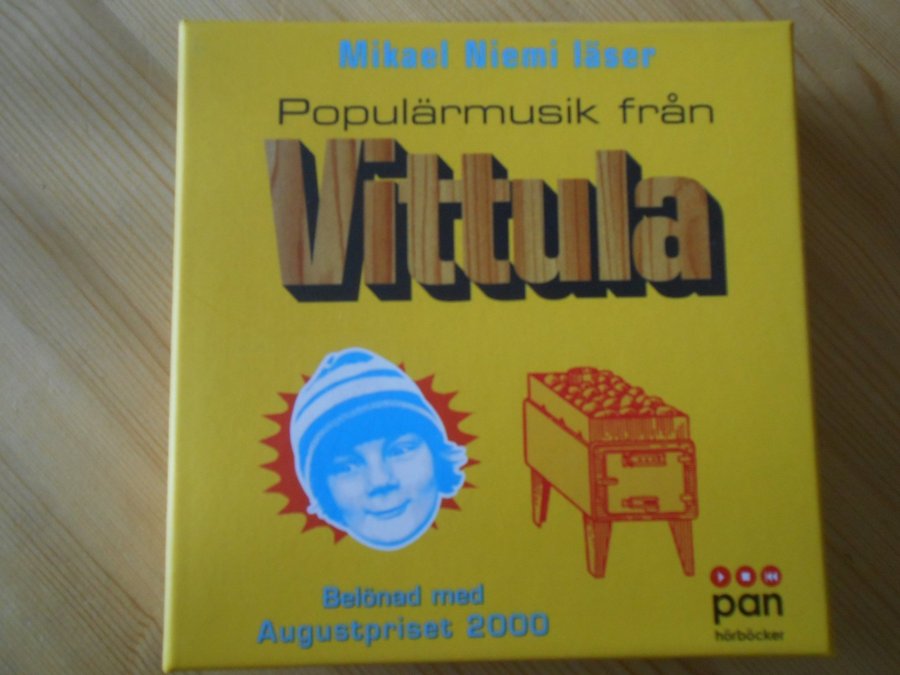 Mikael Niemi läser
Populärmusik från
Vittula
Belönad med
Augustpriset 2000
pan
hörböcker